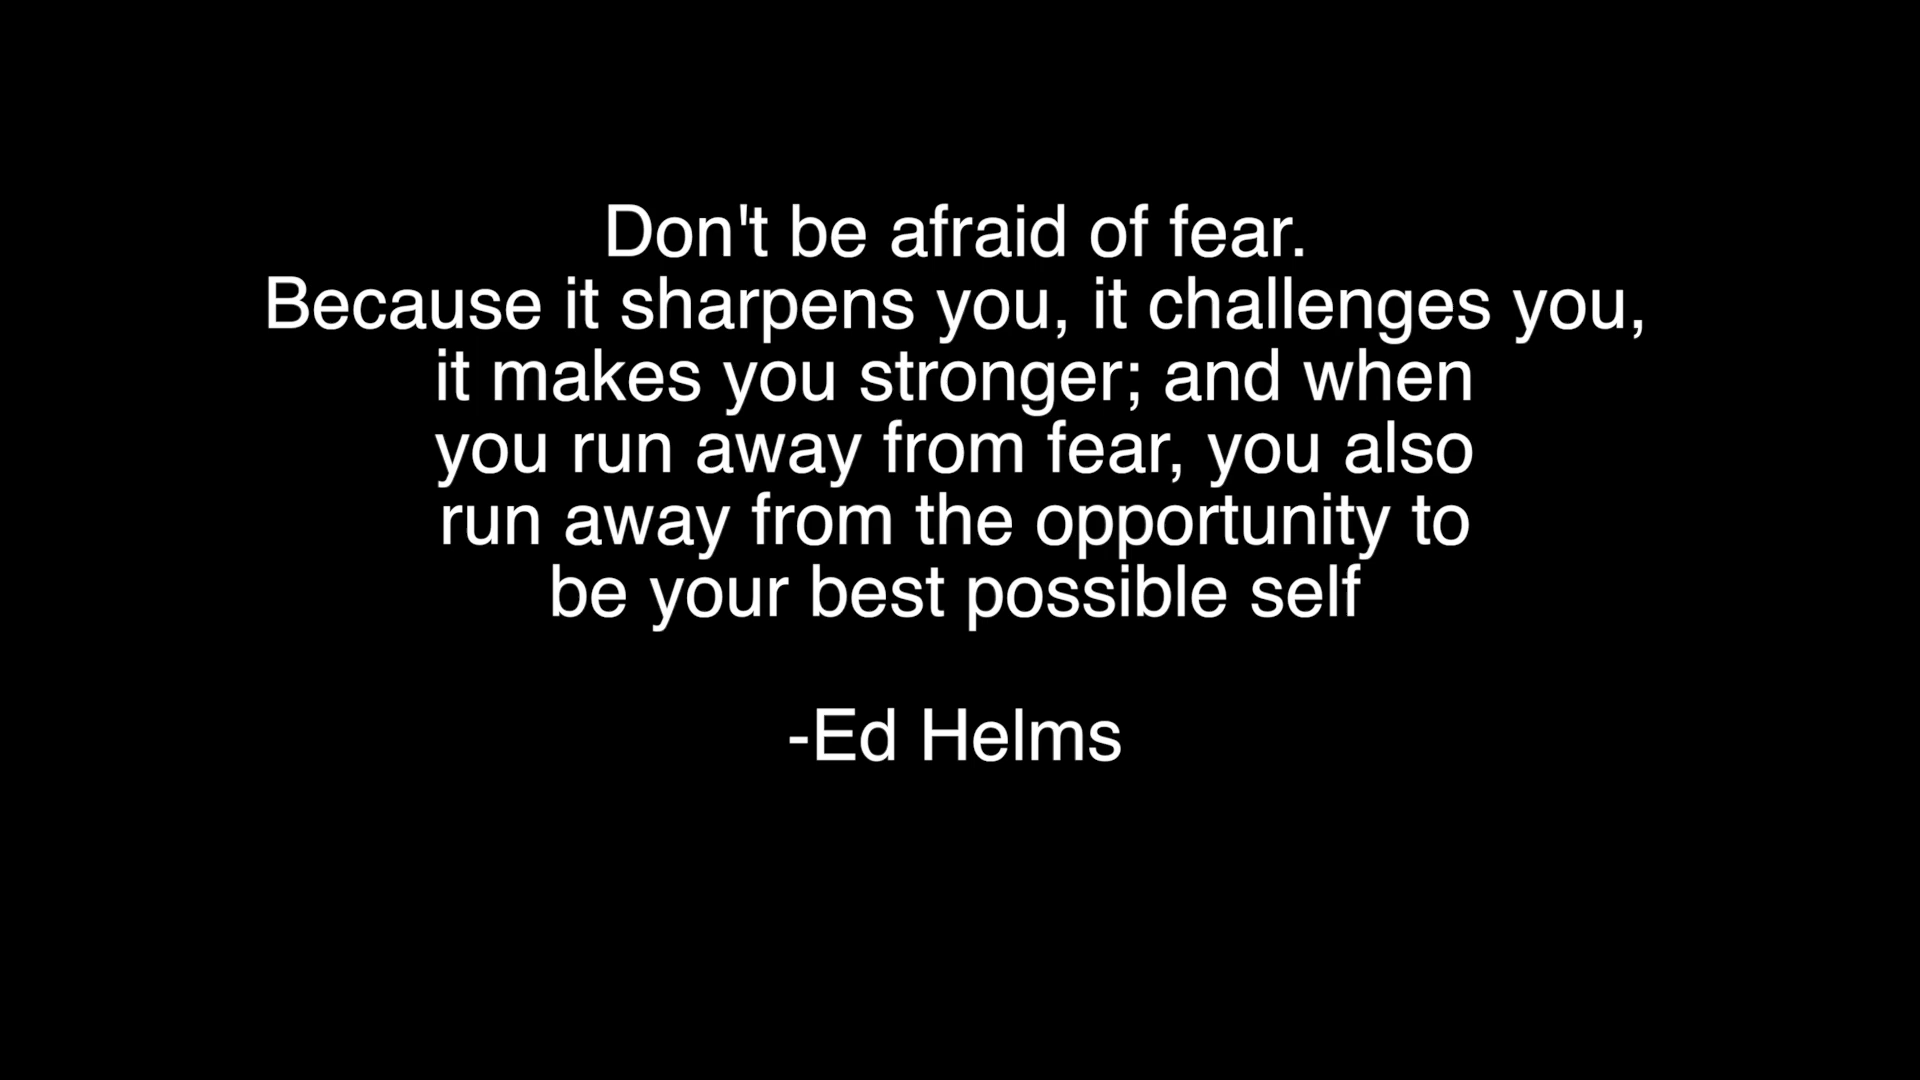 Don't be afraid of fear.
Because it sharpens you, it challenges you,
it makes you stronger; and when
you run away from fear, you also
run away from the opportunity to
be your best possible self
-Ed Helms